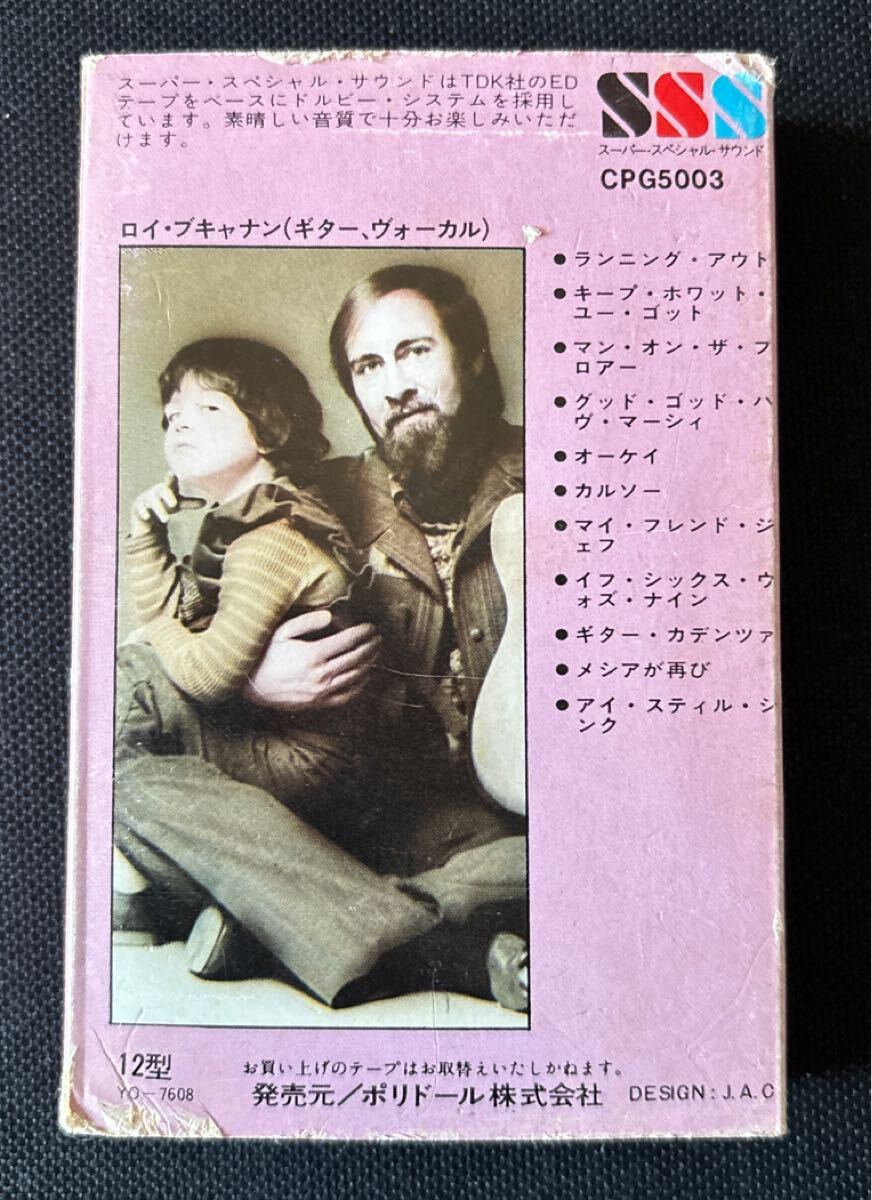 スーパー・スペシャル・サウンドはTDK社のED
テープをベースにドルビー・システムを採用し
ています。素晴しい音質で十分お楽しみいただ
けます。
SSS
スーパー・スペシャル・サウンド
CPG5003
ロイ・ブキャナン(ギター、ヴォーカル)
●ランニング・アウト
●キープ・ホワット・
ユー・ゴット
●マン・オン・ザ・フ
ロアー
●グッド・ゴッド・ハ
ヴ・マーシィ
●オーケイ
●カルソー
●マイ・フレンド・ジ
ェフ
●イフ・シックス・ウ
ォズ・ナイン
●ギター・カデンツァ
●メシアが再び
●アイ・スティル・シ
ンク
12型
お買い上げのテープはお取替えいたしかねます。
YO-7608
発売元/ポリドール株式会社
DESIGN : J.A.C